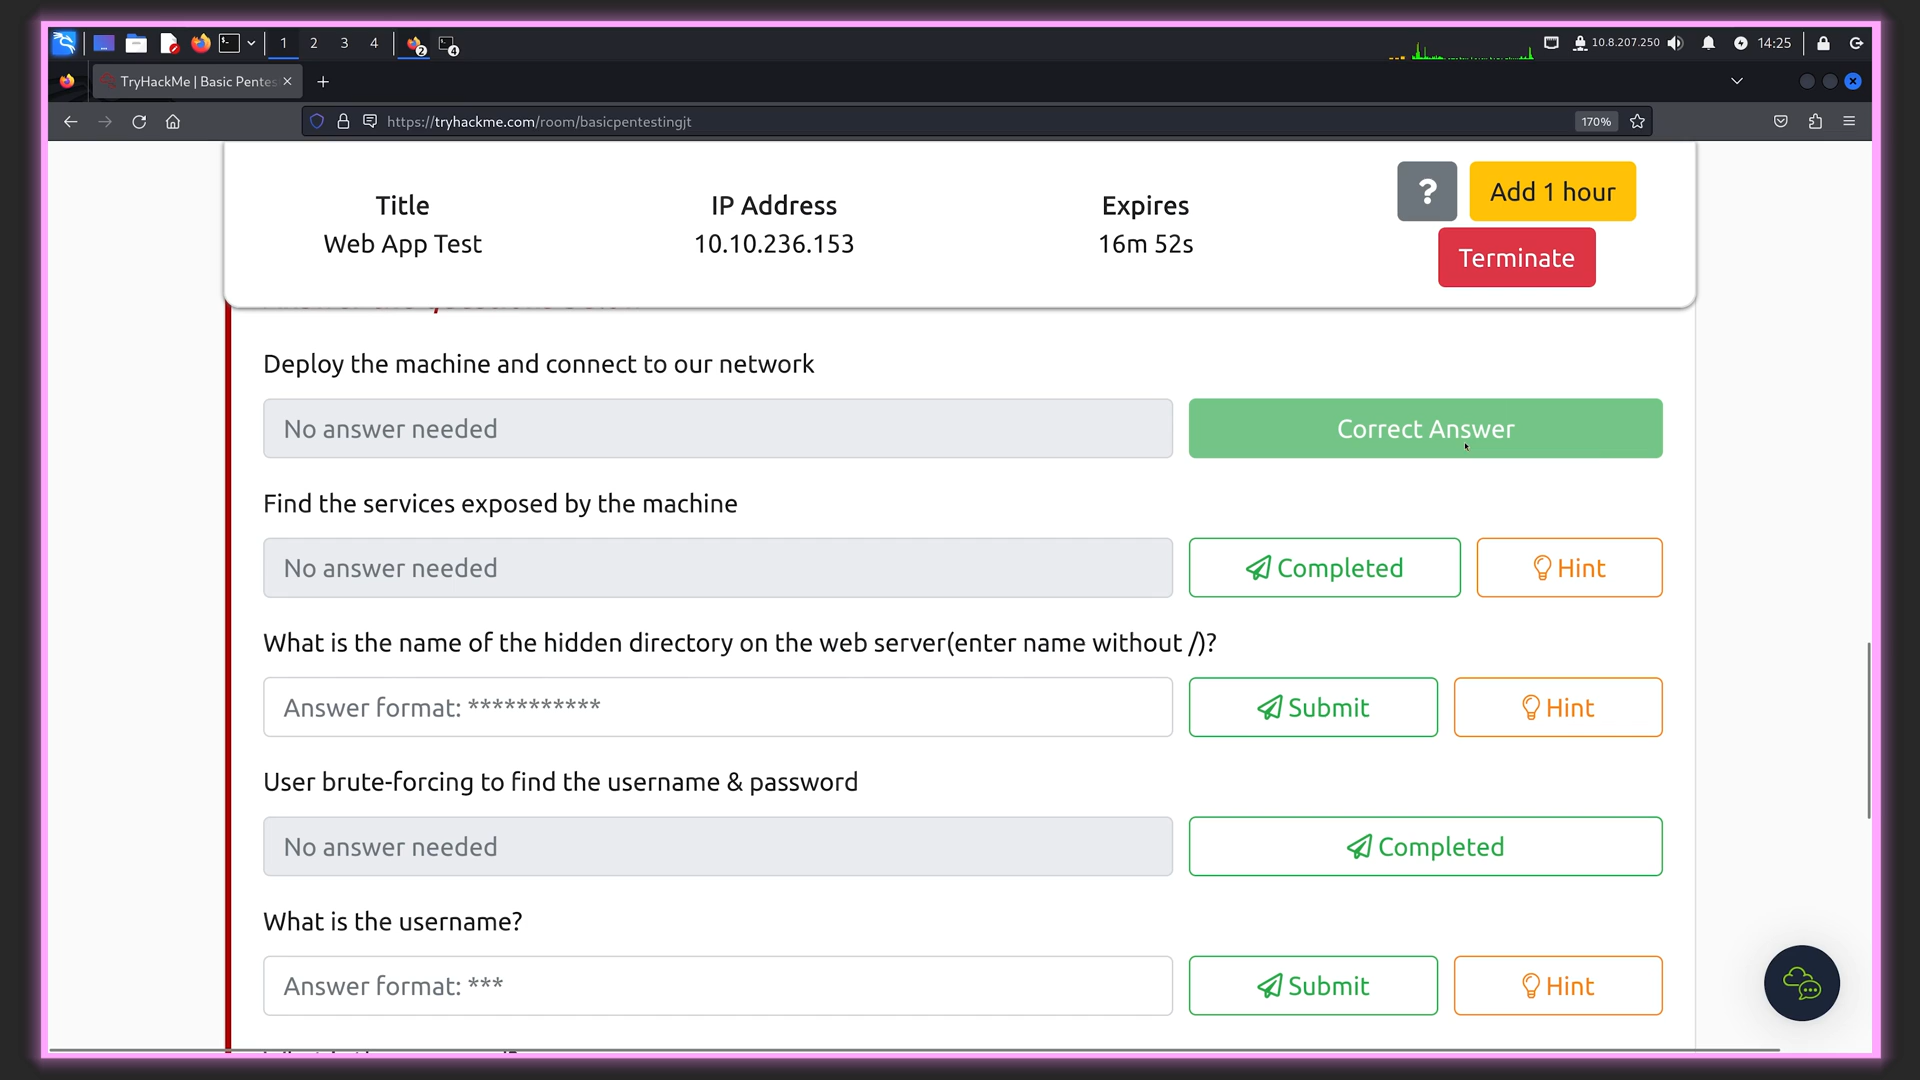 1 2 3 4 2 4 10.8.207.250 14:25
TryHackMe | Basic Pentes
https://tryhackme.com/room/basicpentestingjt 170%
Title IP Address Expires ? Add 1 hour
Web App Test 10.10.236.153 16m 52s
Terminate
Deploy the machine and connect to our network
No answer needed Correct Answer
Find the services exposed by the machine
No answer needed Completed Hint
What is the name of the hidden directory on the web server(enter name without /)?
Answer format: *********** Submit Hint
User brute-forcing to find the username & password
No answer needed Completed
What is the username?
Answer format: *** Submit Hint